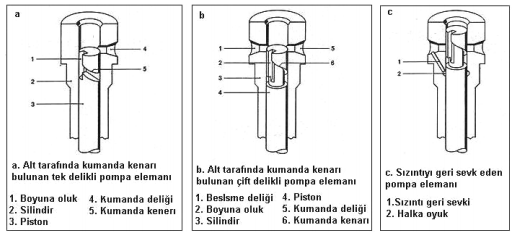 a
1
2
3
4
5
a. Alt tarafında kumanda kenarı
bulunan tek delikli pompa elemanı
1. Boyuna oluk 4. Kumanda deliği
2. Silindir 5. Kumanda kenerı
3. Piston
b
1
2
3
4
5
6
b. Alt tarafında kumanda kenarı
bulunan çift delikli pompa elemanı
1. Beslsme deliği 4. Piston
2. Boyuna oluk 5. Kumanda deliği
3. Silindir 6. Kumanda kenarı
c
1
2
c. Sızıntıyı geri sevk eden
pompa elemanı
1.Sızıntı geri sevki
2. Halka oyuk